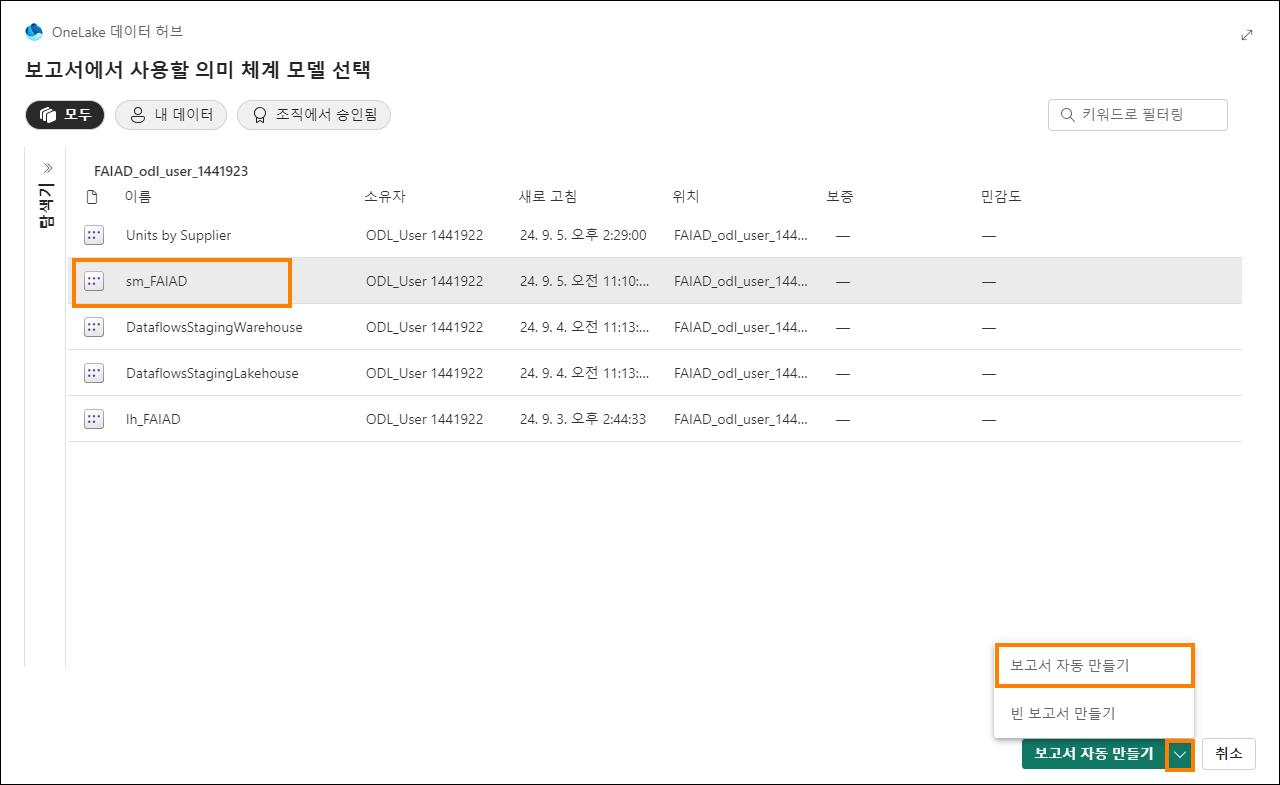 OneLake 데이터 허브
보고서에서 사용할 의미 체계 모델 선택
모두 내 데이터 조직에서 승인됨 키워드로 필터링
탐색기
FAIAD_odl_user_1441923
이름 소유자 새로 고침 위치 보증 민감도
Units by Supplier ODL_User 1441922 24. 9. 5. 오후 2:29:00 FAIAD_odl_user_144... — —
sm_FAIAD ODL_User 1441922 24. 9. 5. 오전 11:10:... FAIAD_odl_user_144... — —
DataflowsStagingWarehouse ODL_User 1441922 24. 9. 4. 오전 11:13:... FAIAD_odl_user_144... — —
DataflowsStagingLakehouse ODL_User 1441922 24. 9. 4. 오전 11:13:... FAIAD_odl_user_144... — —
lh_FAIAD ODL_User 1441922 24. 9. 3. 오후 2:44:33 FAIAD_odl_user_144... — —
보고서 자동 만들기
빈 보고서 만들기
보고서 자동 만들기 취소